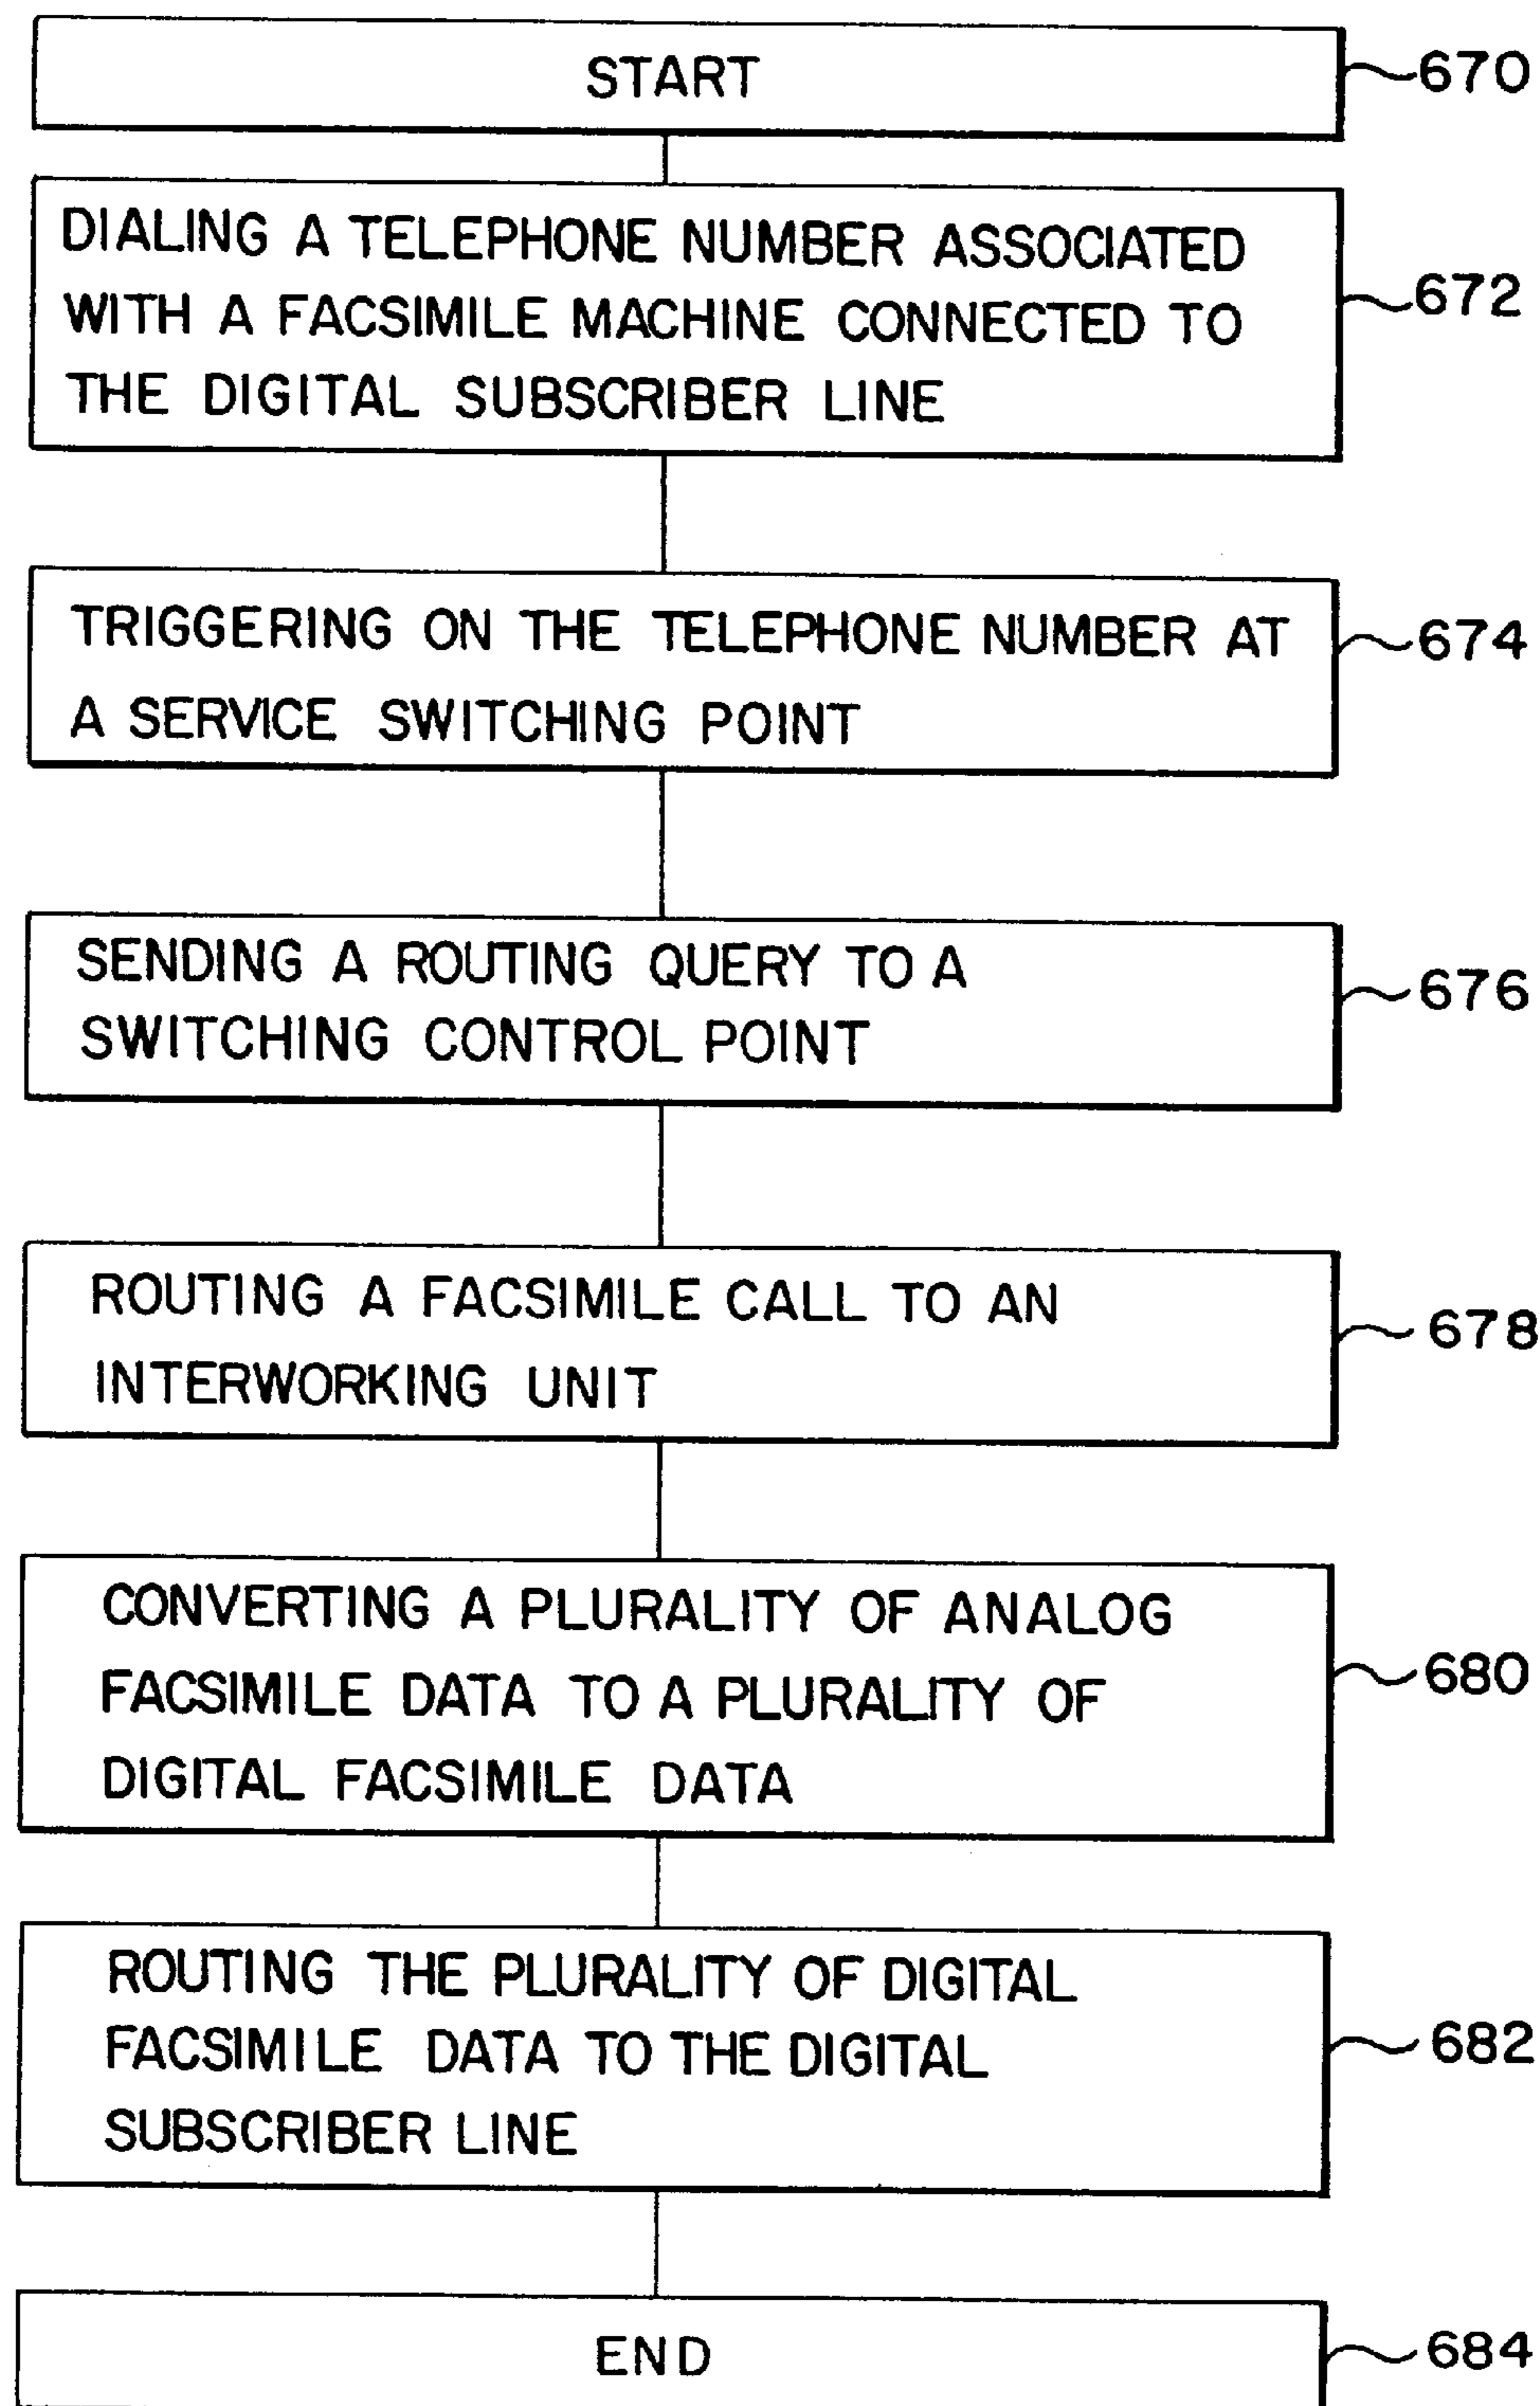 START
670
DIALING A TELEPHONE NUMBER ASSOCIATED
WITH A FACSIMILE MACHINE CONNECTED TO
672
THE DIGITAL SUBSCRIBER LINE
TRIGGERING ON THE TELEPHONE NUMBER AT
674
A SERVICE SWITCHING POINT
SENDING A ROUTING QUERY TO A
676
SWITCHING CONTROL POINT
ROUTING A FACSIMILE CALL TO AN
678
INTERWORKING UNIT
CONVERTING A PLURALITY OF ANALOG
FACSIMILE DATA TO A PLURALITY OF
680
DIGITAL FACSIMILE DATA
ROUTING THE PLURALITY OF DIGITAL
FACSIMILE DATA TO THE DIGITAL
682
SUBSCRIBER LINE
END
684